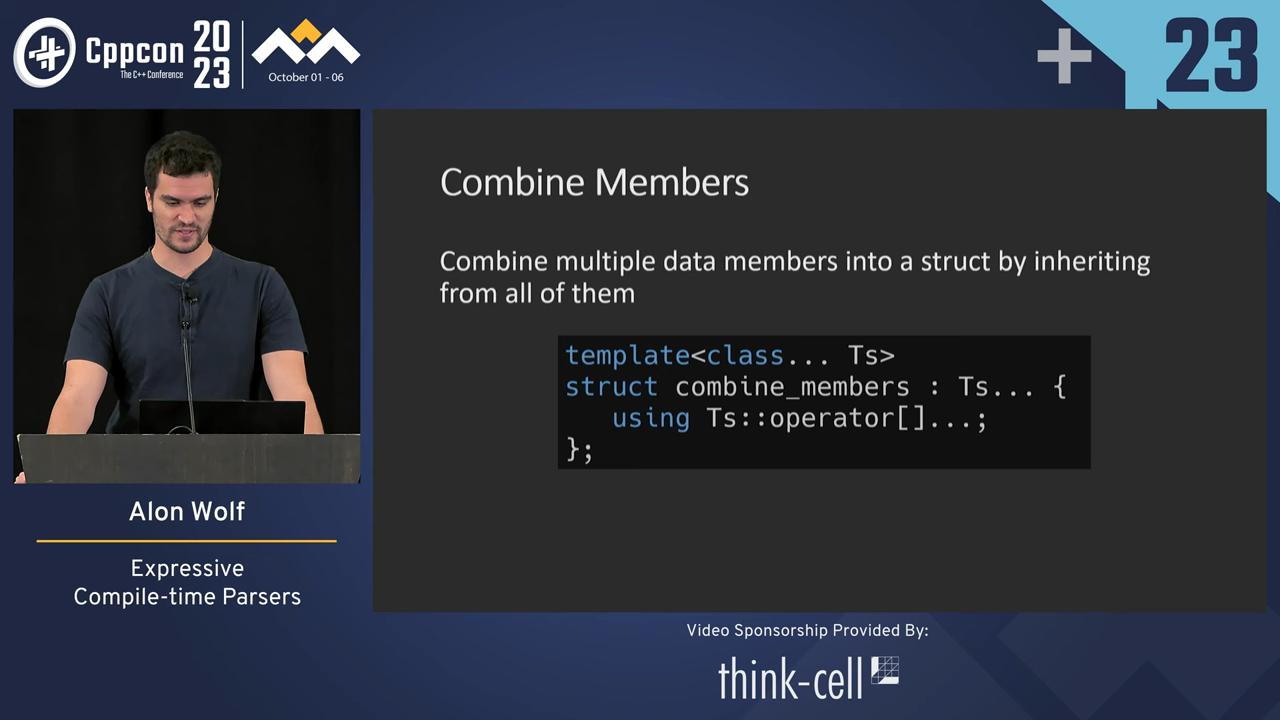 Cppcon
The C++ Conference
20
23
October 01 - 06
23
Combine Members
Combine multiple data members into a struct by inheriting
from all of them
template<class... Ts>
struct combine_members : Ts... {
   using Ts::operator[]...;
};
Alon Wolf
Expressive
Compile-time Parsers
Video Sponsorship Provided By:
think-cell